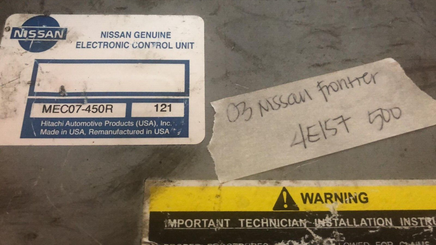 NISSAN
NISSAN GENUINE
ELECTRONIC CONTROL UNIT
MEC07-450R 121
Hitachi Automotive Products (USA), Inc.
Made in USA, Remanufactured in USA
03 Nissan frontier
4E157 500
WARNING
IMPORTANT TECHNICIAN INSTALLATION INSTRU